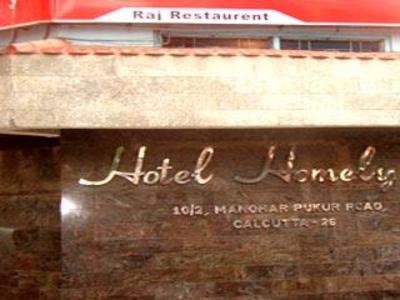 Raj Restaurent
Hotel Homely
10/2, MANOHAR PUKUR ROAD,
CALCUTTA - 26